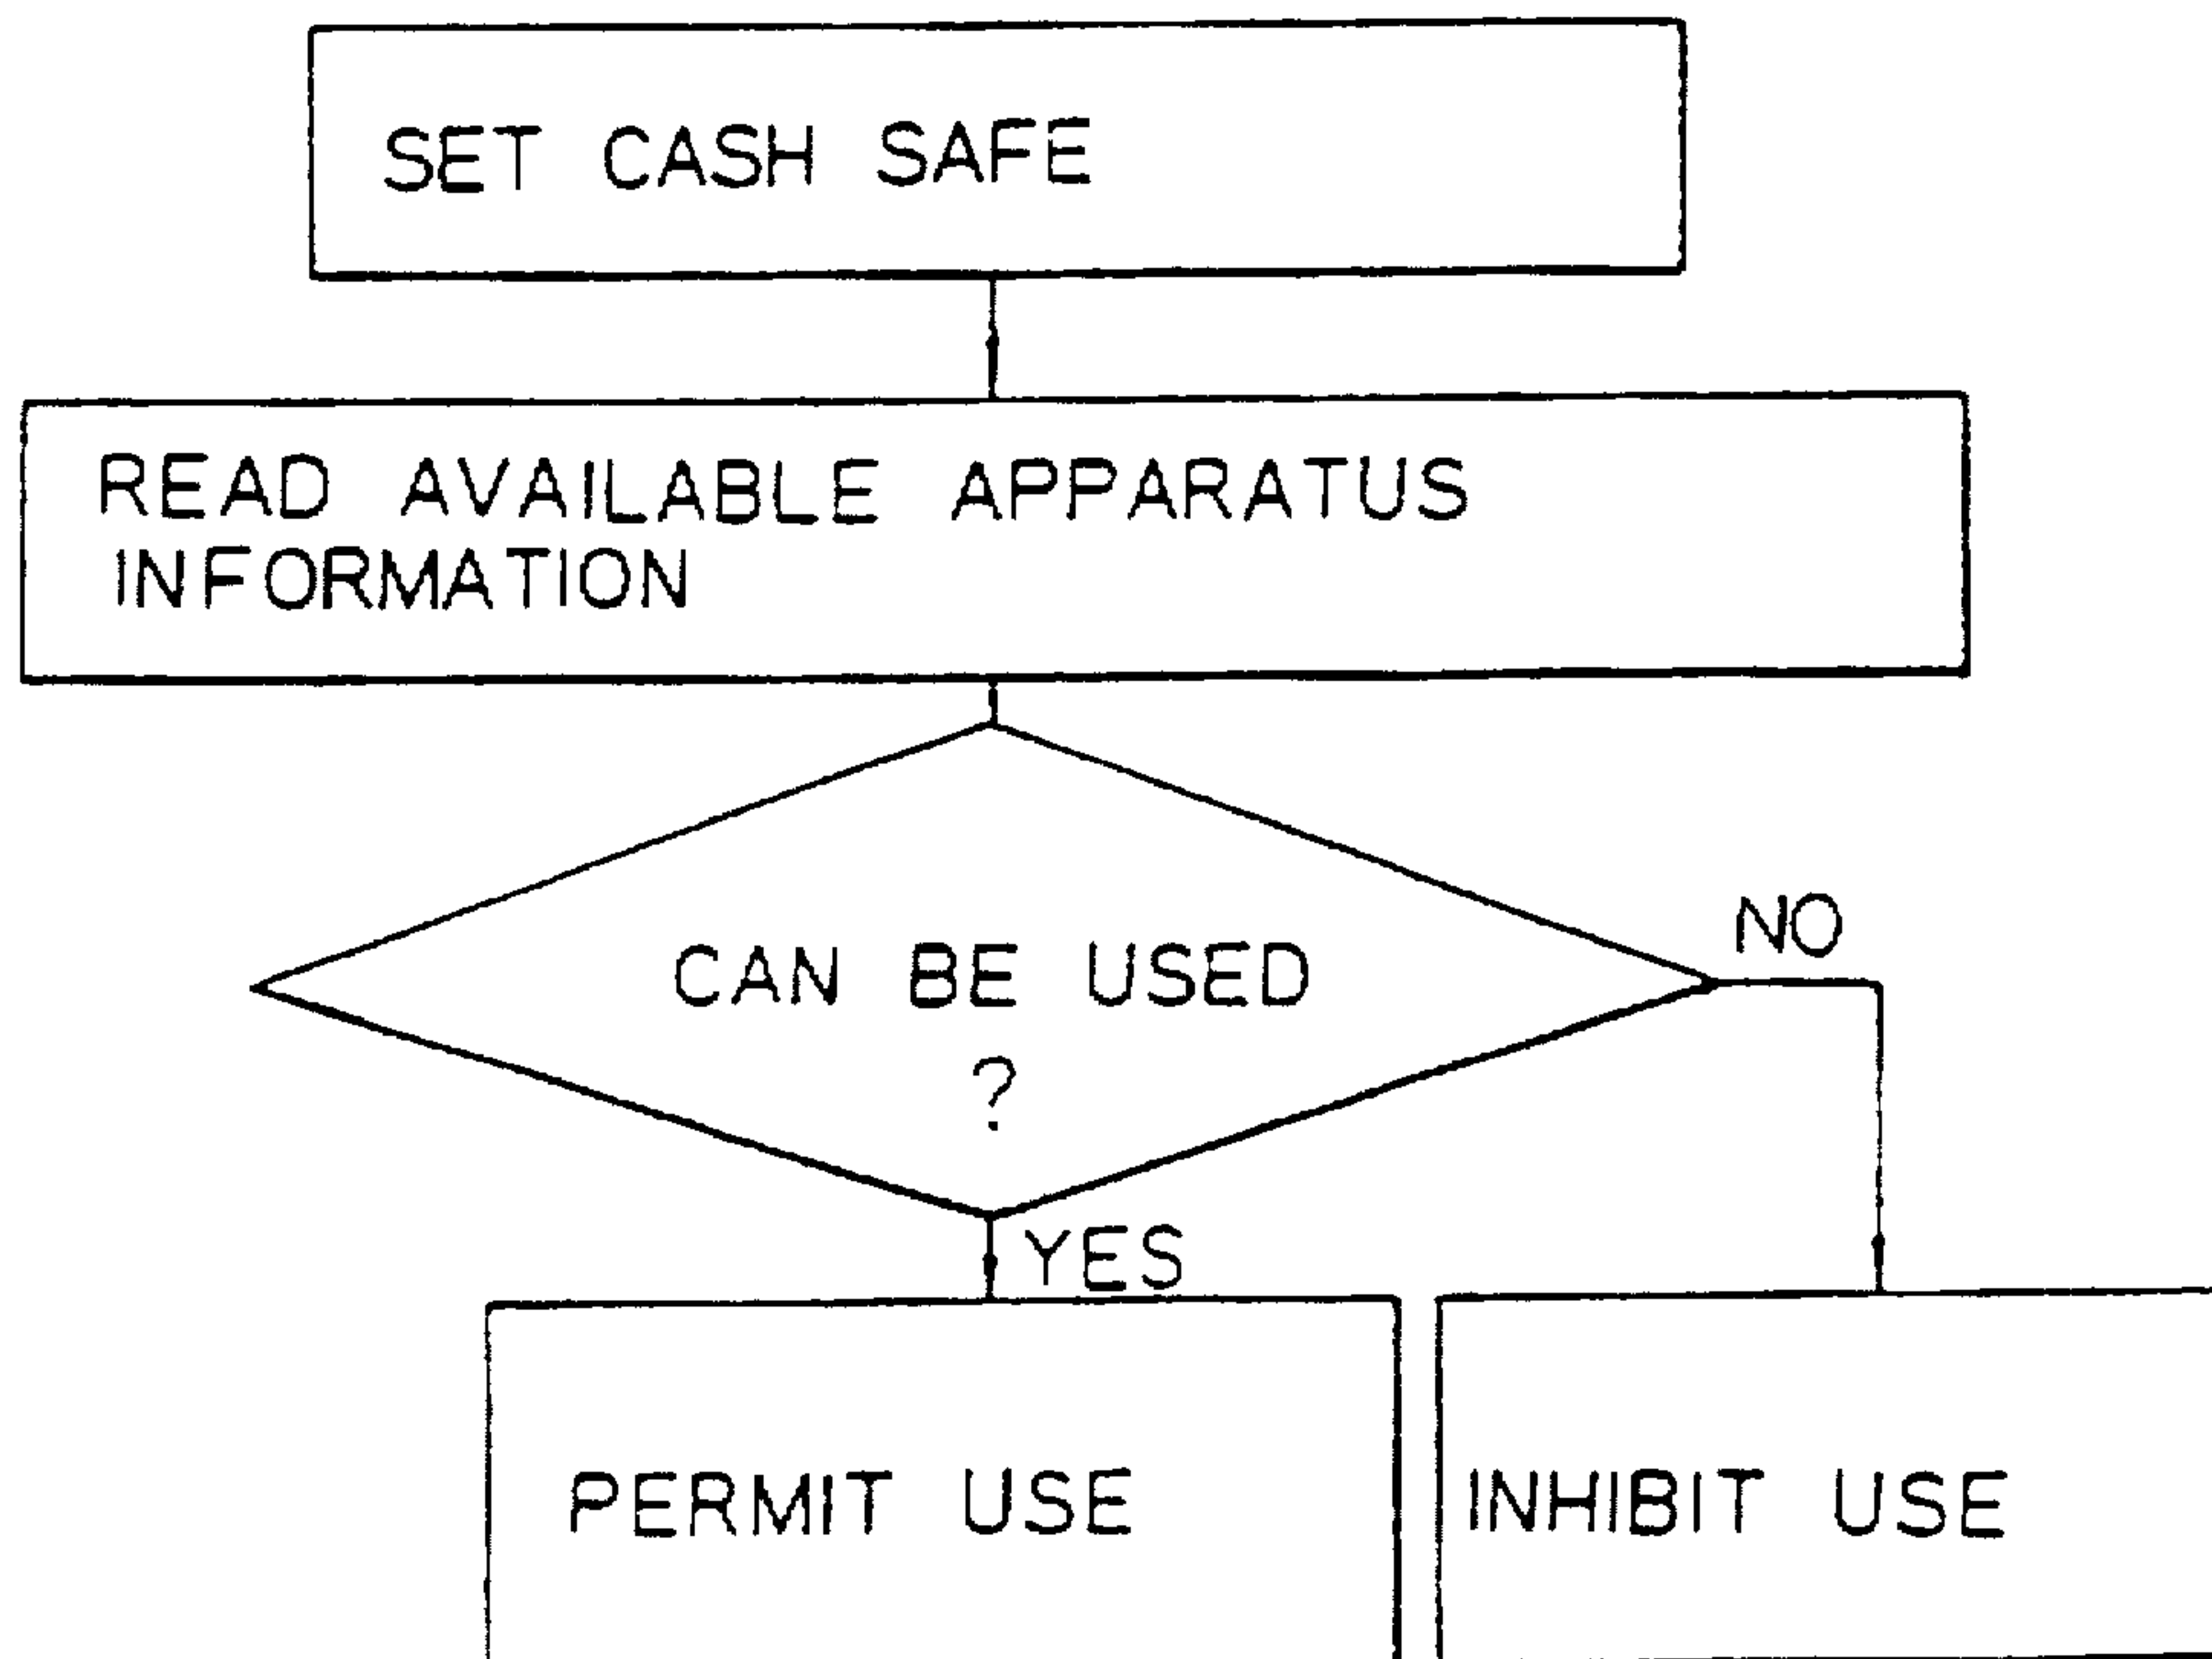 SET CASH SAFE
READ AVAILABLE APPARATUS
INFORMATION
CAN BE USED
?
NO
YES
PERMIT USE
INHIBIT USE